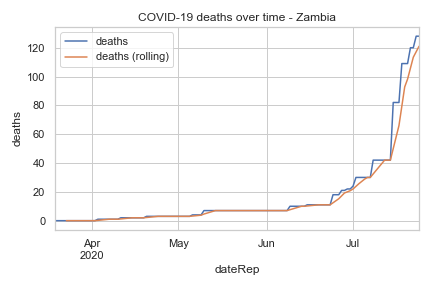 COVID-19 deaths over time - Zambia
deaths
deaths (rolling)
120
100
80
60
40
20
0
deaths
Apr
2020
May
Jun
Jul
dateRep